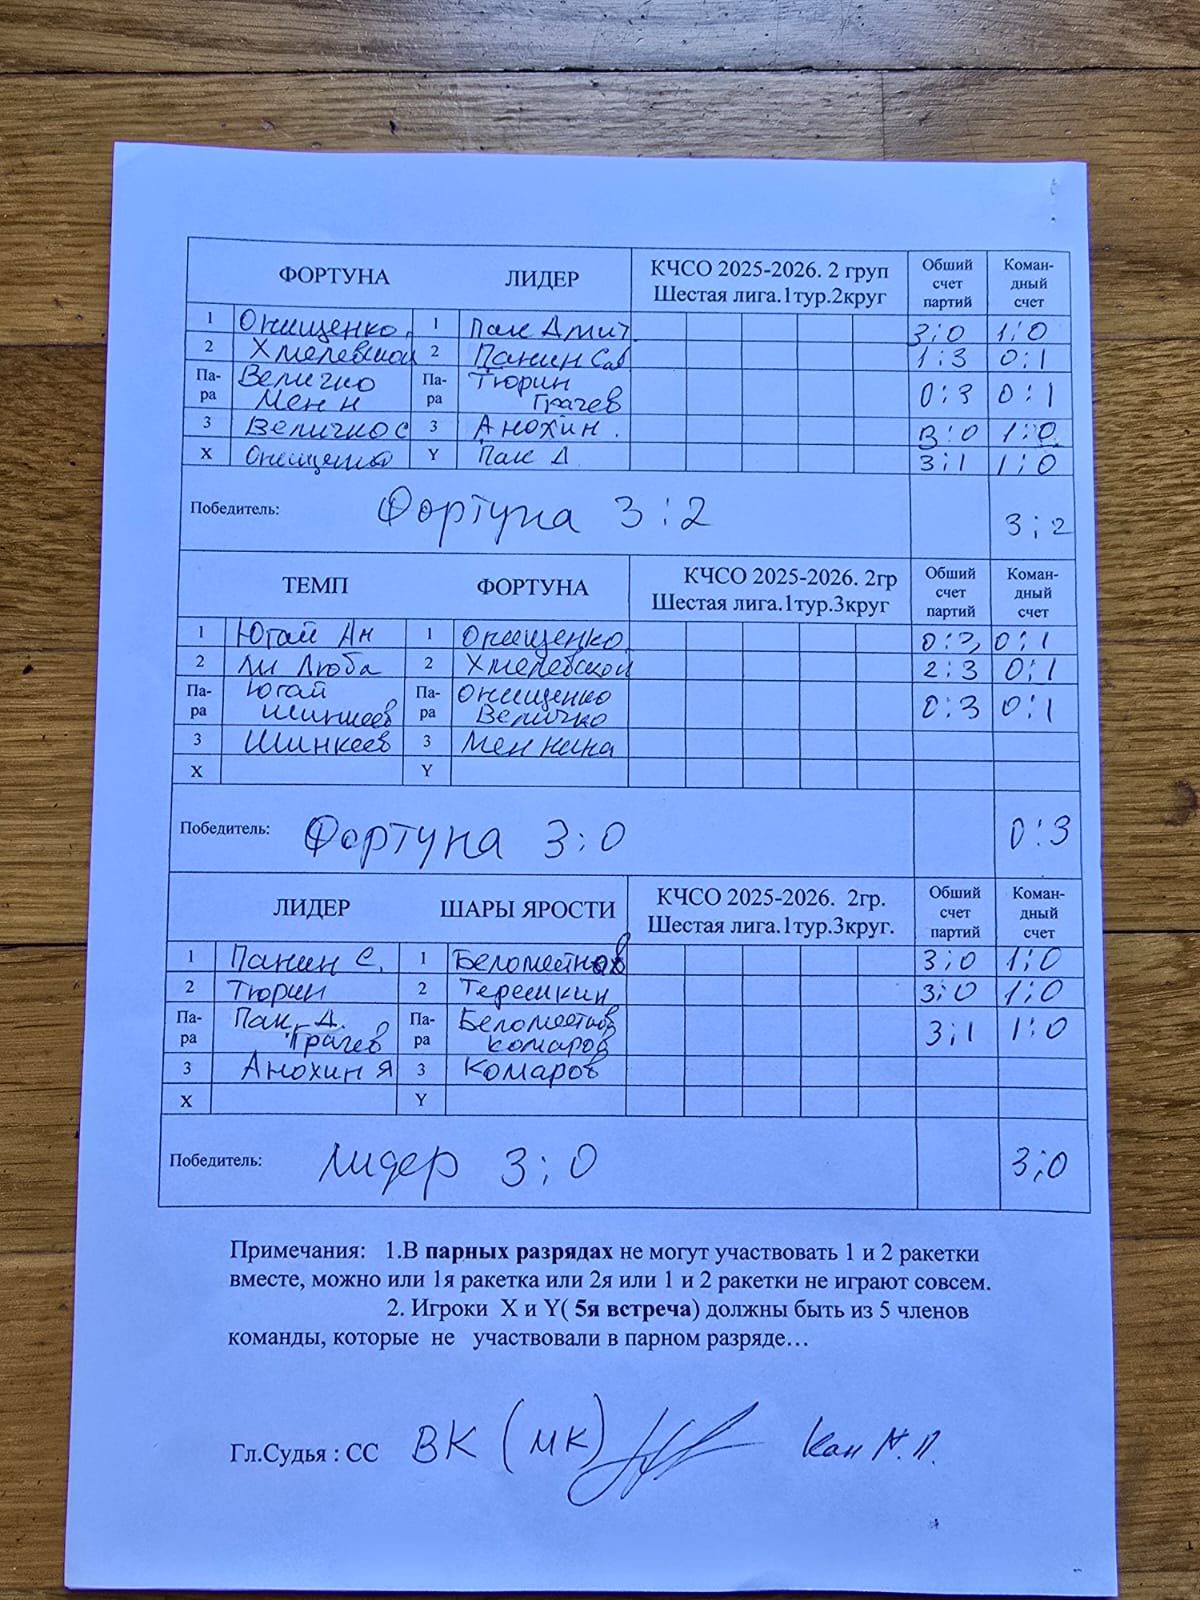 ФОРТУНА ЛИДЕР КЧСО 2025-2026. 2 груп Шестая лига.1тур.2круг Обший счет партий Коман-дный счет
1 Онищенко. 1 Пак Дмит 3:0 1:0
2 Хмелевской 2 Панин Сав 1:3 0:1
Па-ра Величко Менн Па-ра Тюрин Грачев 0:3 0:1
3 Величко С 3 Анохин. 3:0 1:0
X Онищенко Y Пак Д 3:1 1:0
Победитель: Фортуна 3:2 3:2
ТЕМП ФОРТУНА КЧСО 2025-2026. 2гр Шестая лига.1тур.3круг Обший счет партий Коман-дный счет
1 Югай Ан 1 Онищенко 0:3 0:1
2 Ли Люба 2 Хмелевской 2:3 0:1
Па-ра Югай Шинкеев Па-ра Онищенко Величко 0:3 0:1
3 Шинкеев 3 Меннина
X Y
Победитель: Фортуна 3:0 0:3
ЛИДЕР ШАРЫ ЯРОСТИ КЧСО 2025-2026. 2гр. Шестая лига.1тур.3круг. Обший счет партий Коман-дный счет
1 Панин С. 1 Беломестнов 3:0 1:0
2 Тюрин 2 Терешкин 3:0 1:0
Па-ра Пак Д. Грачев Па-ра Беломестнов Комаров 3:1 1:0
3 Анохин Я 3 Комаров
X Y
Победитель: Лидер 3:0 3:0
Примечания: 1.В парных разрядах не могут участвовать 1 и 2 ракетки
вместе, можно или 1я ракетка или 2я или 1 и 2 ракетки не играют совсем.
2. Игроки X и Y( 5я встреча) должны быть из 5 членов
команды, которые не участвовали в парном разряде…
Гл.Судья : СС ВК (МК) Кан Н.П.